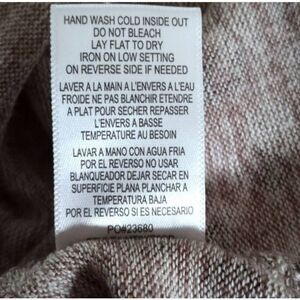 HAND WASH COLD INSIDE OUT
DO NOT BLEACH
LAY FLAT TO DRY
IRON ON LOW SETTING
ON REVERSE SIDE IF NEEDED
LAVER A LA MAIN A L'ENVERS A L'EAU
FROIDE NE PAS BLANCHIR ETENDRE
A PLAT POUR SECHER REPASSER
L'ENVERS A BASSE
TEMPERATURE AU BESOIN
LAVAR A MANO CON AGUA FRIA
POR EL REVERSO NO USAR
BLANQUEADOR DEJAR SECAR EN
SUPERFICIE PLANA PLANCHAR A
TEMPERATURA BAJA
POR EL REVERSO SI ES NECESARIO
PO#23680